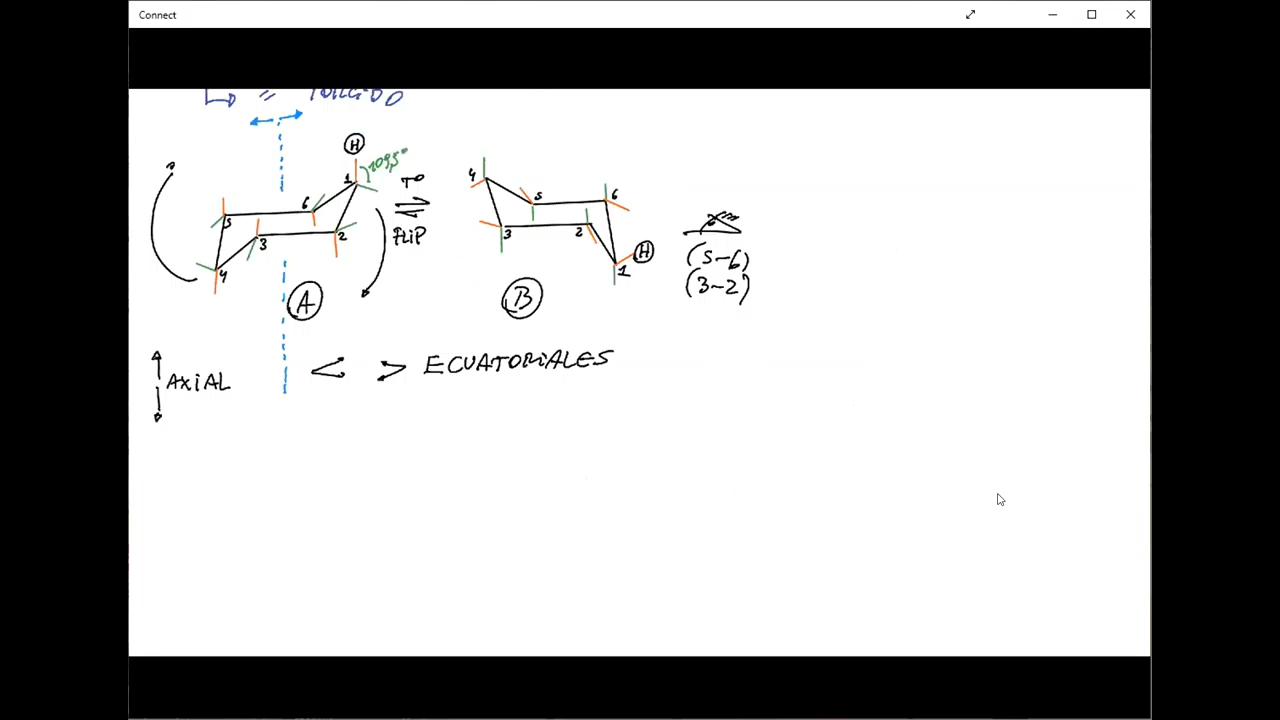 Connect
H
109,5°
1
6
5
3
2
4
T°
FLIP
A
4
5
6
3
2
1
H
B
(5-6)
(3-2)
AXIAL
< > ECUATORIALES